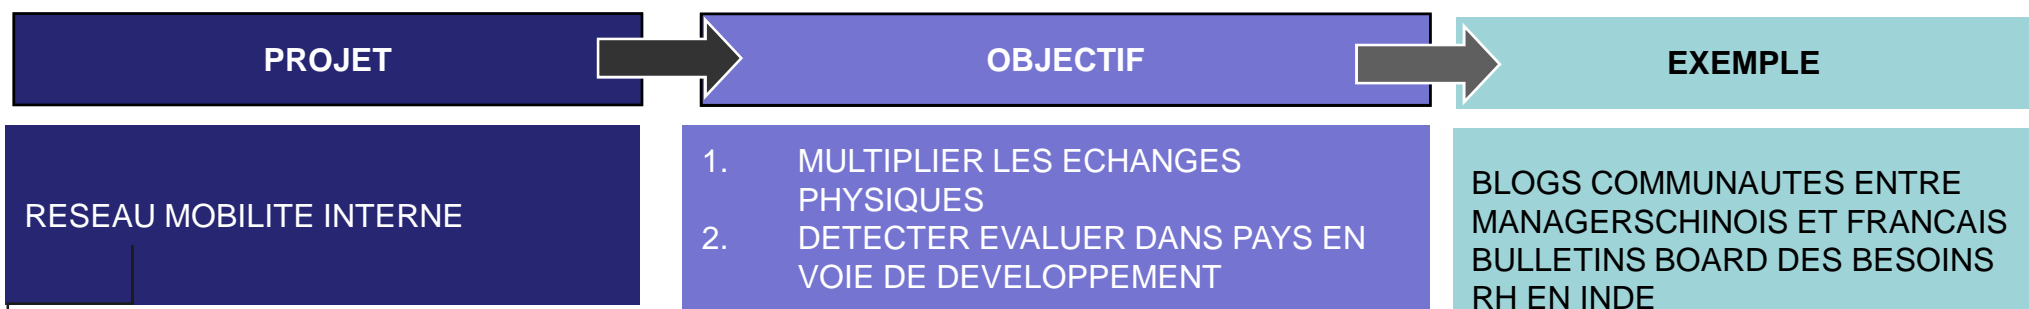 PROJET
OBJECTIF
EXEMPLE
RESEAU MOBILITE INTERNE
1. MULTIPLIER LES ECHANGES
PHYSIQUES
2. DETECTER EVALUER DANS PAYS EN
VOIE DE DEVELOPPEMENT
BLOGS COMMUNAUTES ENTRE
MANAGERSCHINOIS ET FRANCAIS
BULLETINS BOARD DES BESOINS
RH EN INDE